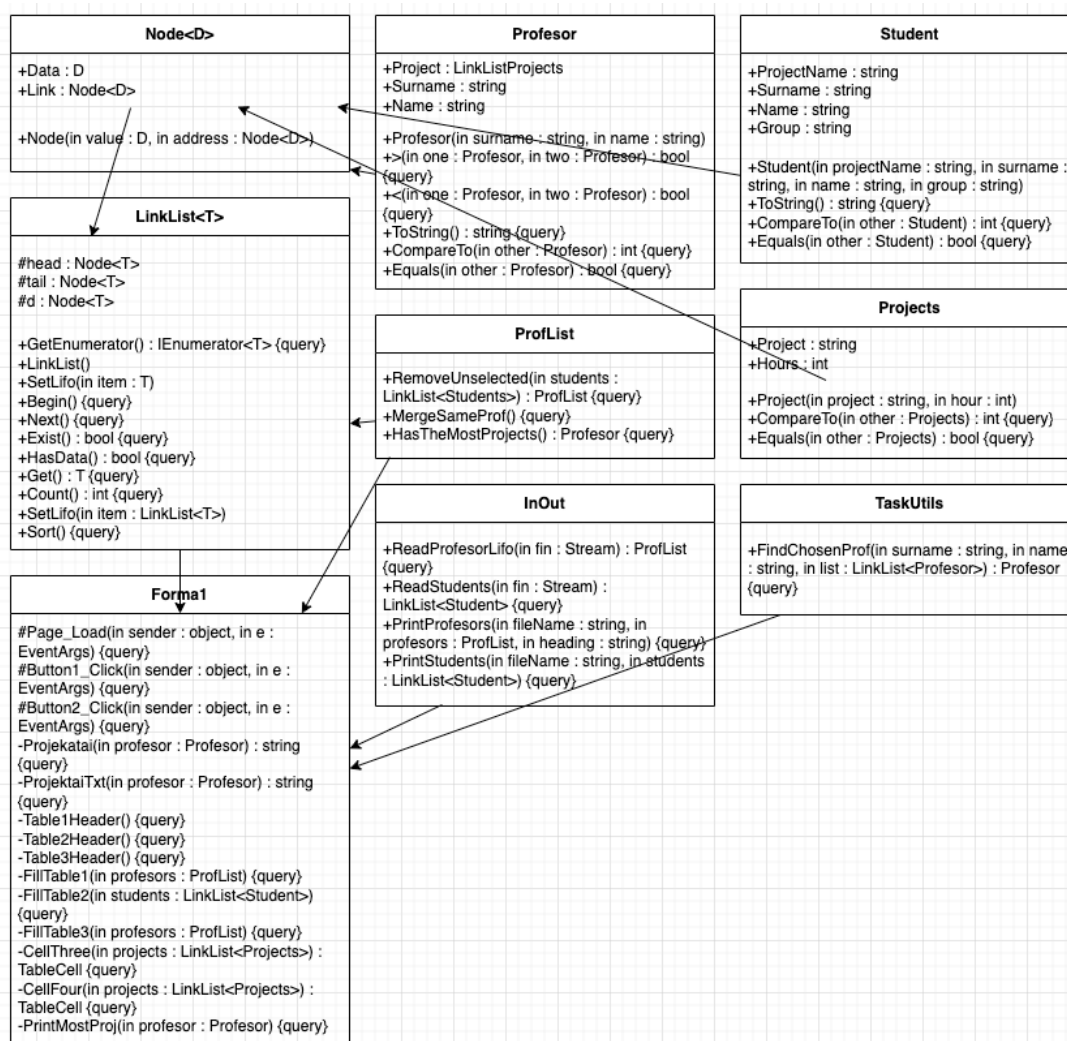 Node<D>
+Data : D
+Link : Node<D>
+Node(in value : D, in address : Node<D>)
LinkList<T>
#head : Node<T>
#tail : Node<T>
#d : Node<T>
+GetEnumerator() : IEnumerator<T> {query}
+LinkList()
+SetLifo(in item : T)
+Begin() {query}
+Next() {query}
+Exist() : bool {query}
+HasData() : bool {query}
+Get() : T {query}
+Count() : int {query}
+SetLifo(in item : LinkList<T>)
+Sort() {query}
Forma1
#Page_Load(in sender : object, in e :
EventArgs) {query}
#Button1_Click(in sender : object, in e :
EventArgs) {query}
#Button2_Click(in sender : object, in e :
EventArgs) {query}
-Projekatai(in profesor : Profesor) : string
{query}
-ProjektaiTxt(in profesor : Profesor) : string
{query}
-Table1Header() {query}
-Table2Header() {query}
-Table3Header() {query}
-FillTable1(in profesors : ProfList) {query}
-FillTable2(in students : LinkList<Student>)
{query}
-FillTable3(in profesors : ProfList) {query}
-CellThree(in projects : LinkList<Projects>) :
TableCell {query}
-CellFour(in projects : LinkList<Projects>) :
TableCell {query}
-PrintMostProj(in profesor : Profesor) {query}
Profesor
+Project : LinkListProjects
+Surname : string
+Name : string
+Profesor(in surname : string, in name : string)
+>(in one : Profesor, in two : Profesor) : bool
{query}
+<(in one : Profesor, in two : Profesor) : bool
{query}
+ToString() : string {query}
+CompareTo(in other : Profesor) : int {query}
+Equals(in other : Profesor) : bool {query}
ProfList
+RemoveUnselected(in students :
LinkList<Students>) : ProfList {query}
+MergeSameProf() {query}
+HasTheMostProjects() : Profesor {query}
InOut
+ReadProfesorLifo(in fin : Stream) : ProfList
{query}
+ReadStudents(in fin : Stream) :
LinkList<Student> {query}
+PrintProfesors(in fileName : string, in
profesors : ProfList, in heading : string) {query}
+PrintStudents(in fileName : string, in students
: LinkList<Student>) {query}
Student
+ProjectName : string
+Surname : string
+Name : string
+Group : string
+Student(in projectName : string, in surname :
string, in name : string, in group : string)
+ToString() : string {query}
+CompareTo(in other : Student) : int {query}
+Equals(in other : Student) : bool {query}
Projects
+Project : string
+Hours : int
+Project(in project : string, in hour : int)
+CompareTo(in other : Projects) : int {query}
+Equals(in other : Projects) : bool {query}
TaskUtils
+FindChosenProf(in surname : string, in name
: string, in list : LinkList<Profesor>) : Profesor
{query}